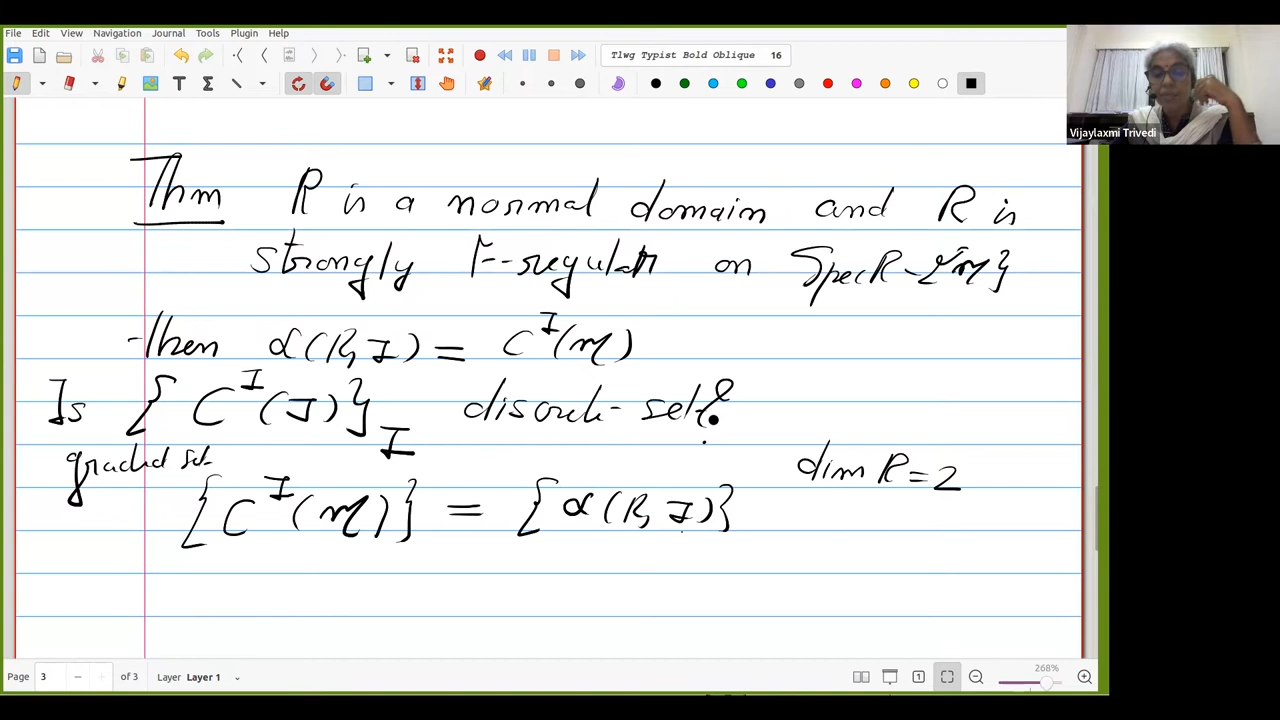 File Edit View Navigation Journal Tools Plugin Help
Tlwg Typist Bold Oblique 16
Vijaylaxmi Trivedi
Thm R is a normal domain and R is
strongly F-regular on Spec R - {m}
Then α(R, I) = C^I(m)
Is { C^I(J) }_I discrete set?
graded set
dim R = 2
{ C^I(m) } = { α(R, I) }
Page 3 of 3 Layer Layer 1 268%